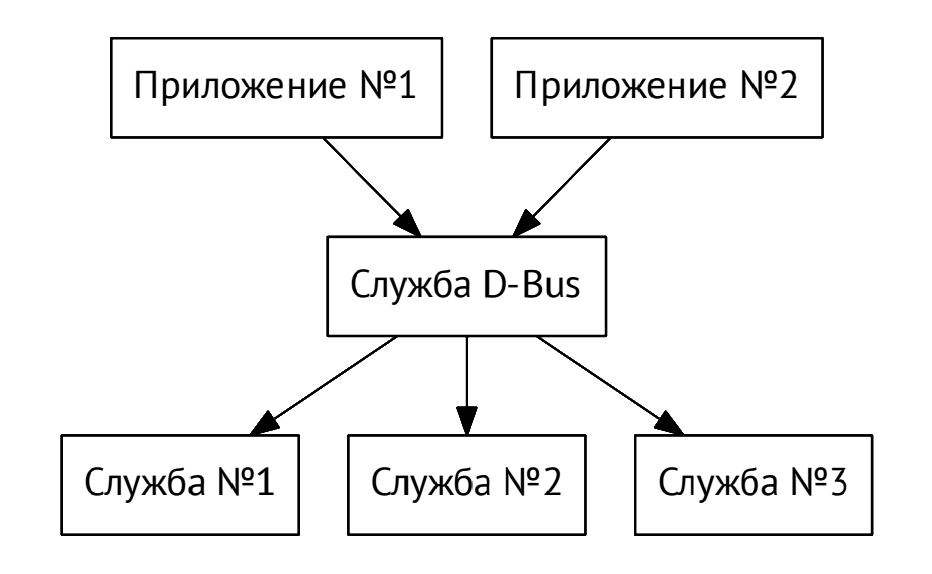 Приложение №1
Приложение №2
Служба D-Bus
Служба №1
Служба №2
Служба №3